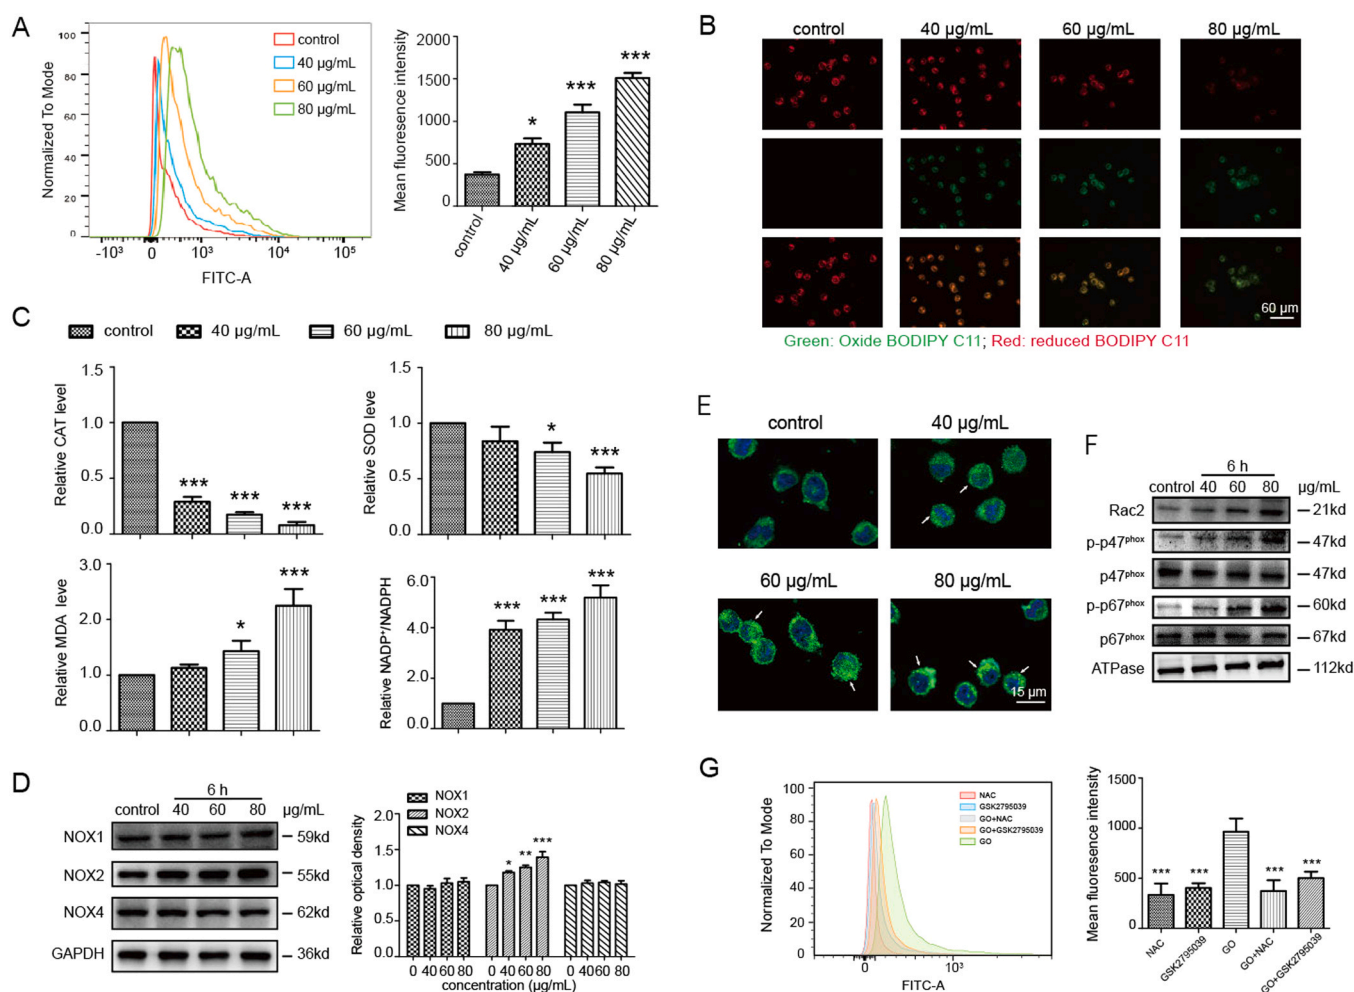 A
100
80
60
40
20
0
Normalized To Mode
-10³ 0 10³ 10⁴ 10⁵
FITC-A
control
40 µg/mL
60 µg/mL
80 µg/mL
Mean fluoresence intensity
2000
1500
1000
500
0
*
***
***
control
40 µg/mL
60 µg/mL
80 µg/mL
B
control 40 µg/mL 60 µg/mL 80 µg/mL
60 µm
Green: Oxide BODIPY C11; Red: reduced BODIPY C11
C
control 40 µg/mL 60 µg/mL 80 µg/mL
Relative CAT level
1.5
1.0
0.5
0.0
*** *** ***
Relative SOD leve
1.5
1.0
0.5
0.0
* ***
Relative MDA level
3.0
2.0
1.0
0.0
* ***
Relative NADP⁺/NADPH
6.0
4.0
2.0
0.0
*** *** ***
D
6 h
control 40 60 80 µg/mL
NOX1 59kd
NOX2 55kd
NOX4 62kd
GAPDH 36kd
NOX1
NOX2
NOX4
Relative optical density
2.0
1.5
1.0
0.5
0.0
* ** ***
0 40 60 80 0 40 60 80 0 40 60 80
concentration (µg/mL)
E
control 40 µg/mL
60 µg/mL 80 µg/mL
15 µm
F
6 h
control 40 60 80 µg/mL
Rac2 21kd
p-p47phox 47kd
p47phox 47kd
p-p67phox 60kd
p67phox 67kd
ATPase 112kd
G
Normalized To Mode
100
80
60
40
20
0
0 10³
FITC-A
NAC
GSK2795039
GO+NAC
GO+GSK2795039
GO
Mean fluoresence intensity
1500
1000
500
0
*** *** *** ***
NAC
GSK2795039
GO
GO+NAC
GO+GSK2795039